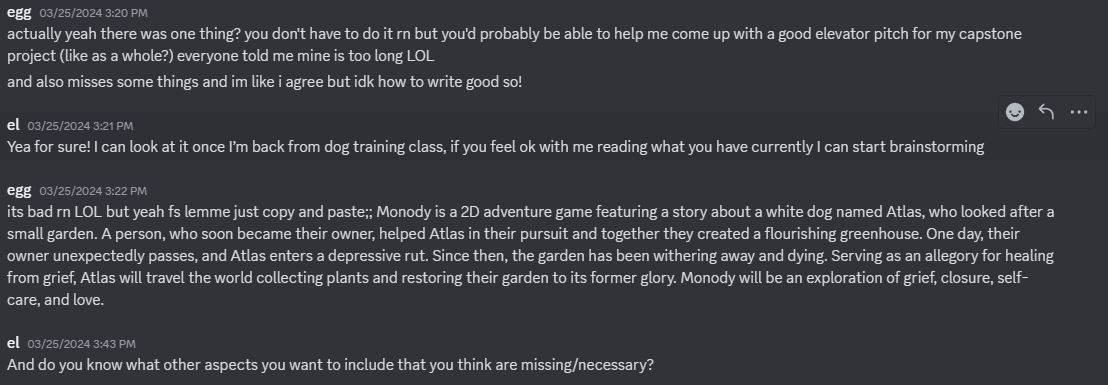 egg 03/25/2024 3:20 PM
actually yeah there was one thing? you don't have to do it rn but you'd probably be able to help me come up with a good elevator pitch for my capstone
project (like as a whole?) everyone told me mine is too long LOL
and also misses some things and im like i agree but idk how to write good so!
el 03/25/2024 3:21 PM
Yea for sure! I can look at it once I'm back from dog training class, if you feel ok with me reading what you have currently I can start brainstorming
egg 03/25/2024 3:22 PM
its bad rn LOL but yeah fs lemme just copy and paste;; Monody is a 2D adventure game featuring a story about a white dog named Atlas, who looked after a
small garden. A person, who soon became their owner, helped Atlas in their pursuit and together they created a flourishing greenhouse. One day, their
owner unexpectedly passes, and Atlas enters a depressive rut. Since then, the garden has been withering away and dying. Serving as an allegory for healing
from grief, Atlas will travel the world collecting plants and restoring their garden to its former glory. Monody will be an exploration of grief, closure, self-
care, and love.
el 03/25/2024 3:43 PM
And do you know what other aspects you want to include that you think are missing/necessary?